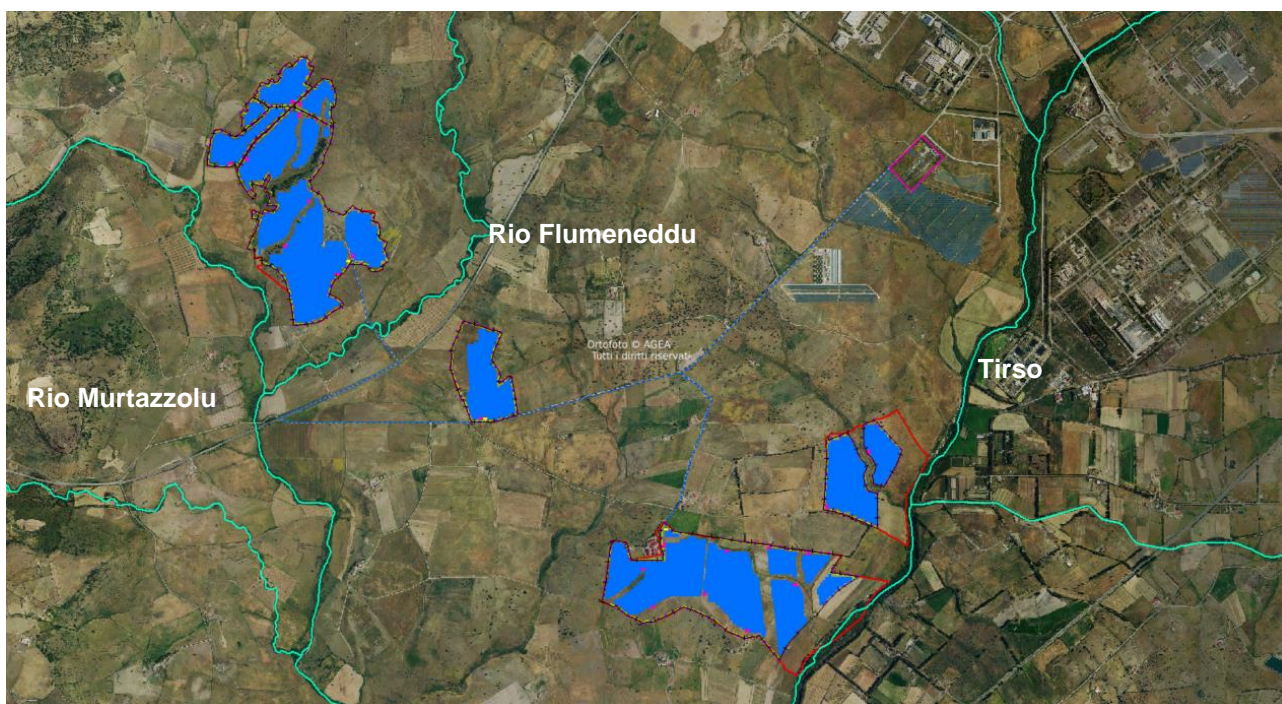 Rio Flumeneddu
Ortofoto © AGEA
Tutti i diritti riservati
Tirso
Rio Murtazzolu